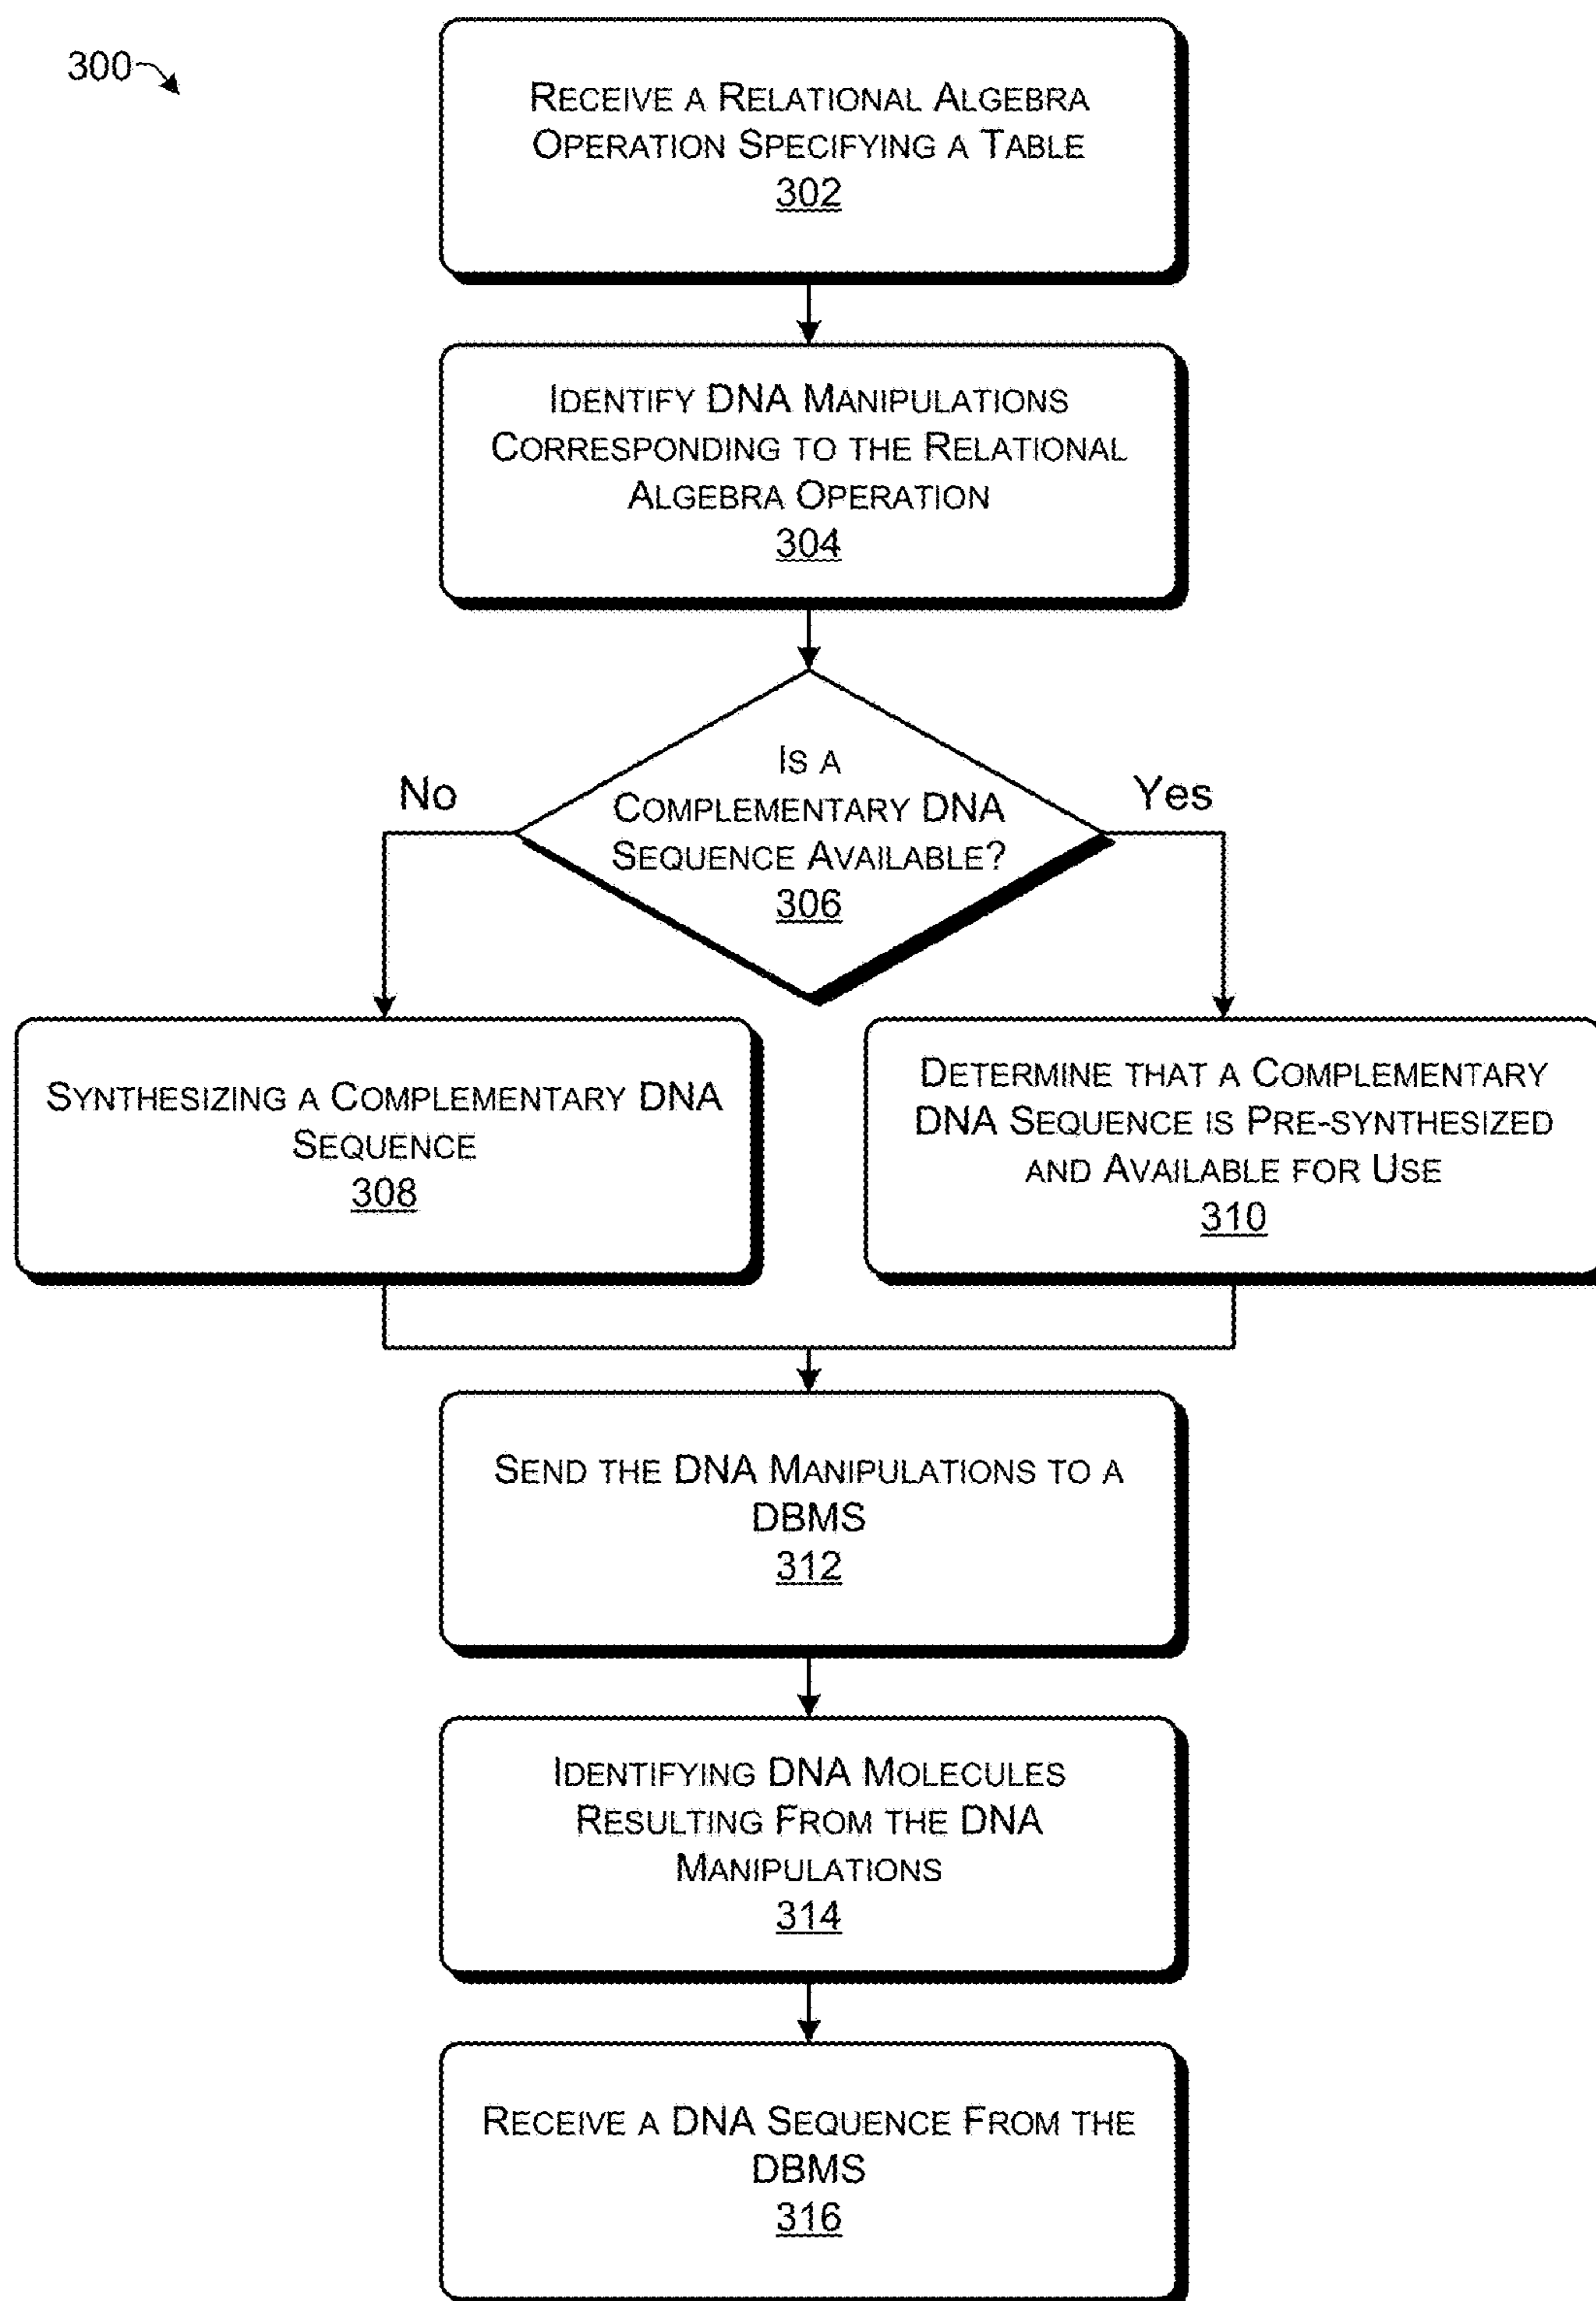 300
RECEIVE A RELATIONAL ALGEBRA
OPERATION SPECIFYING A TABLE
302
IDENTIFY DNA MANIPULATIONS
CORRESPONDING TO THE RELATIONAL
ALGEBRA OPERATION
304
IS A
COMPLEMENTARY DNA
SEQUENCE AVAILABLE?
306
No
Yes
SYNTHESIZING A COMPLEMENTARY DNA
SEQUENCE
308
DETERMINE THAT A COMPLEMENTARY
DNA SEQUENCE IS PRE-SYNTHESIZED
AND AVAILABLE FOR USE
310
SEND THE DNA MANIPULATIONS TO A
DBMS
312
IDENTIFYING DNA MOLECULES
RESULTING FROM THE DNA
MANIPULATIONS
314
RECEIVE A DNA SEQUENCE FROM THE
DBMS
316